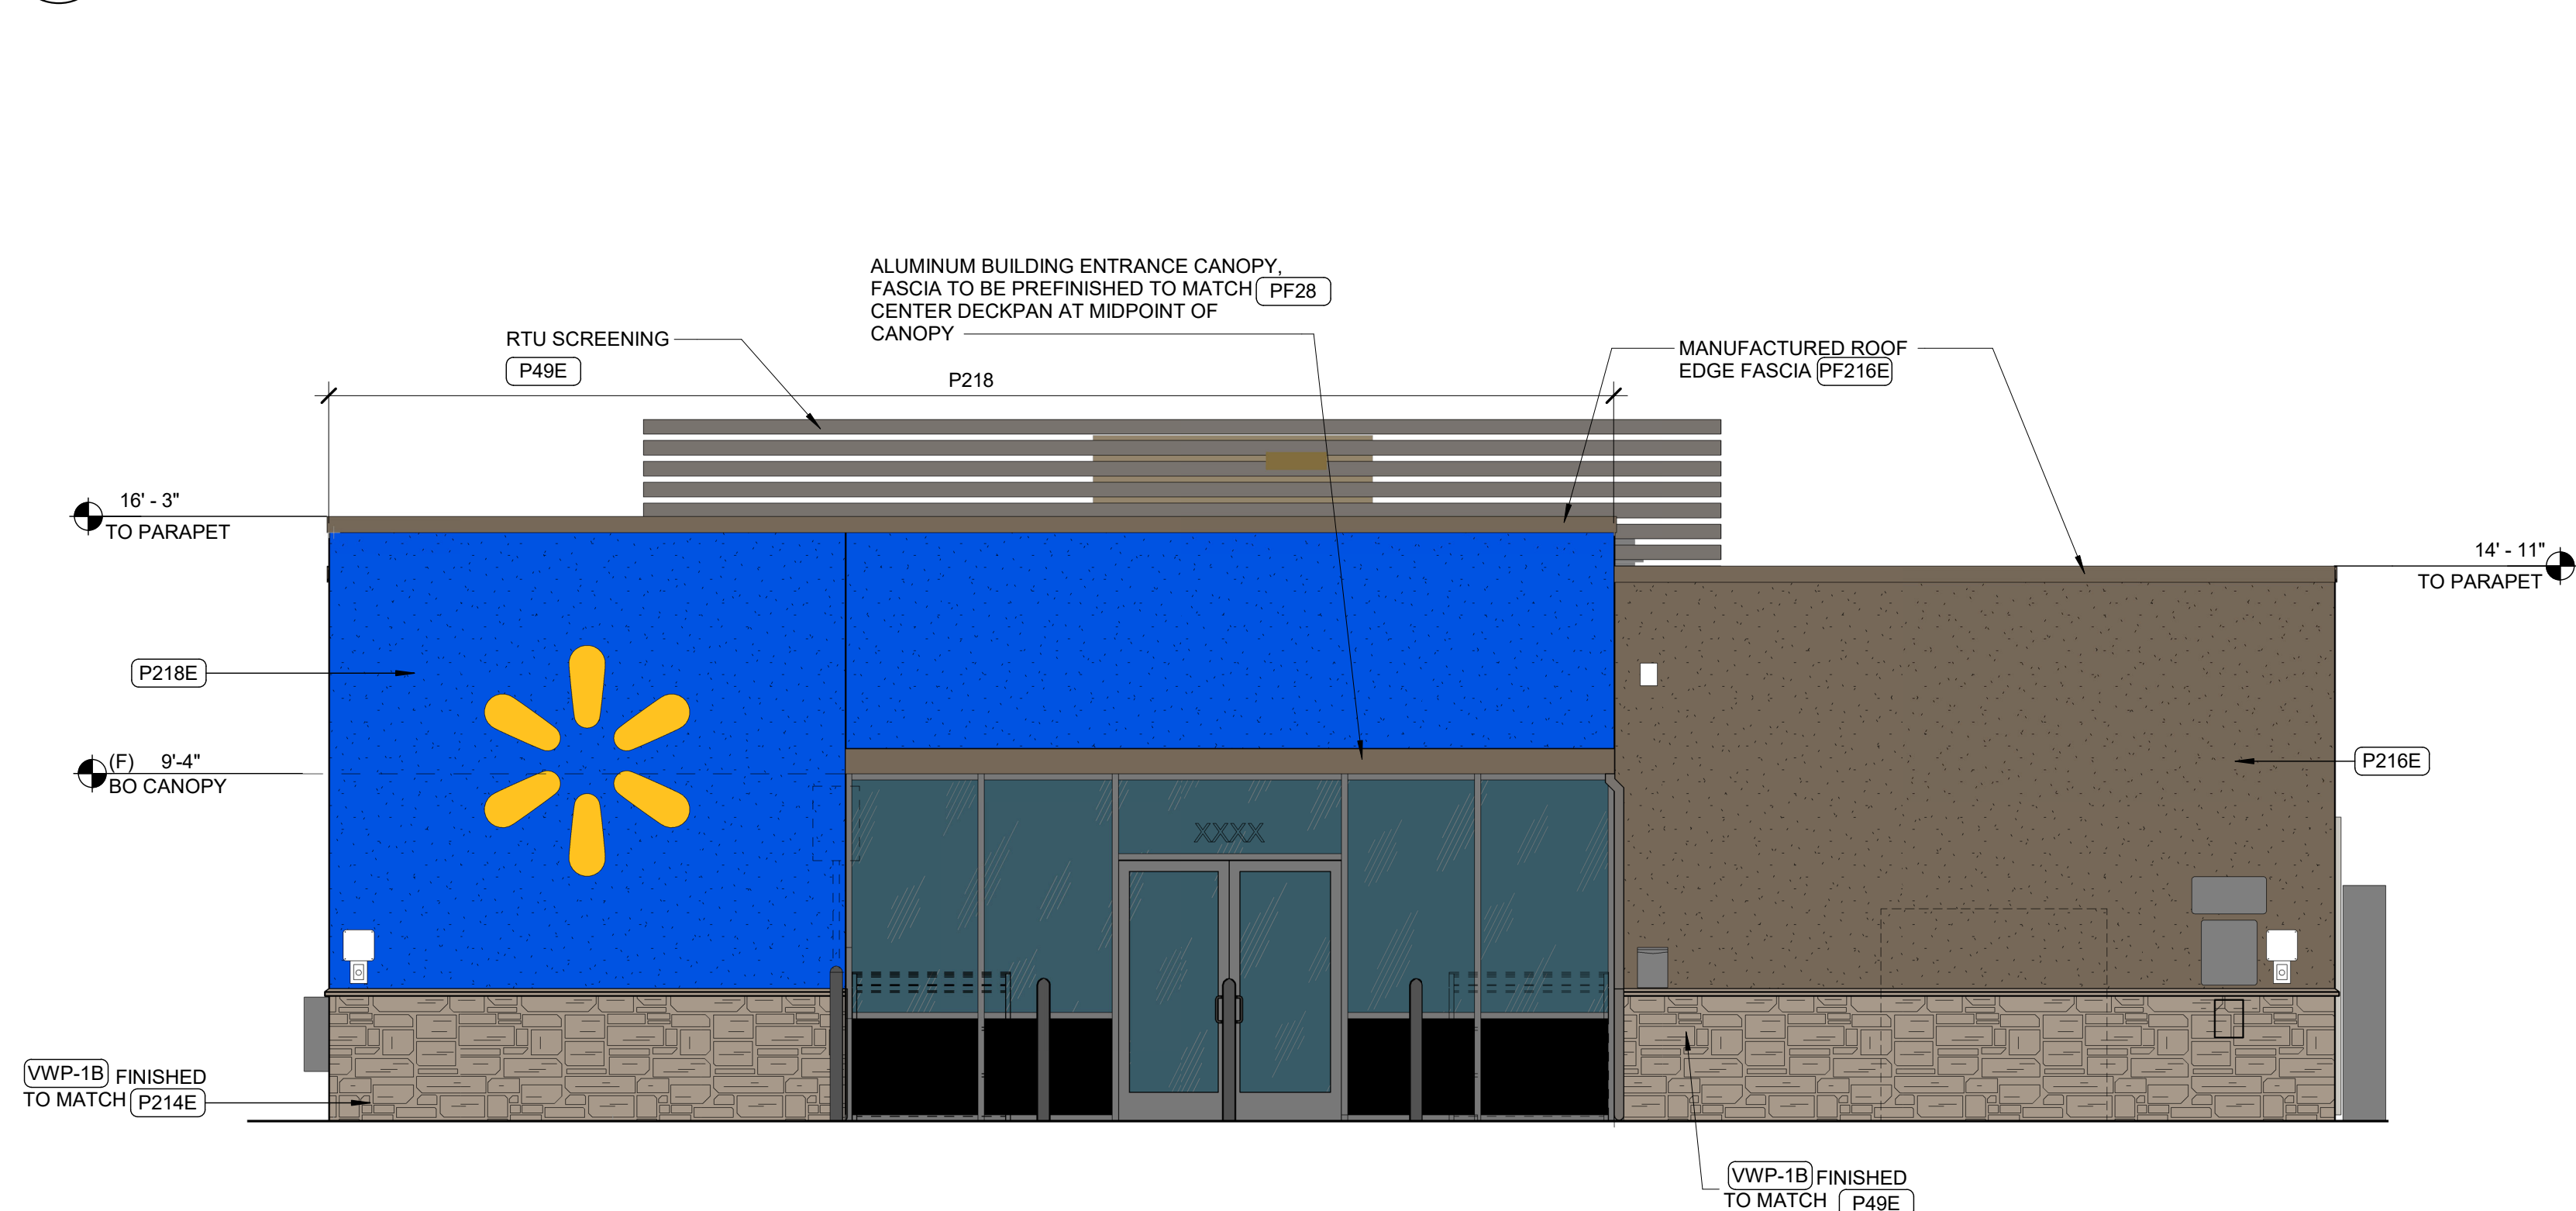 ALUMINUM BUILDING ENTRANCE CANOPY,
FASCIA TO BE PREFINISHED TO MATCH PF28
CENTER DECKPAN AT MIDPOINT OF
CANOPY
RTU SCREENING
P49E
P218
MANUFACTURED ROOF
EDGE FASCIA PF216E
16' - 3"
TO PARAPET
14' - 11"
TO PARAPET
P218E
(F) 9'-4"
BO CANOPY
P216E
XXXX
VWP-1B FINISHED
TO MATCH P214E
VWP-1B FINISHED
TO MATCH P49E